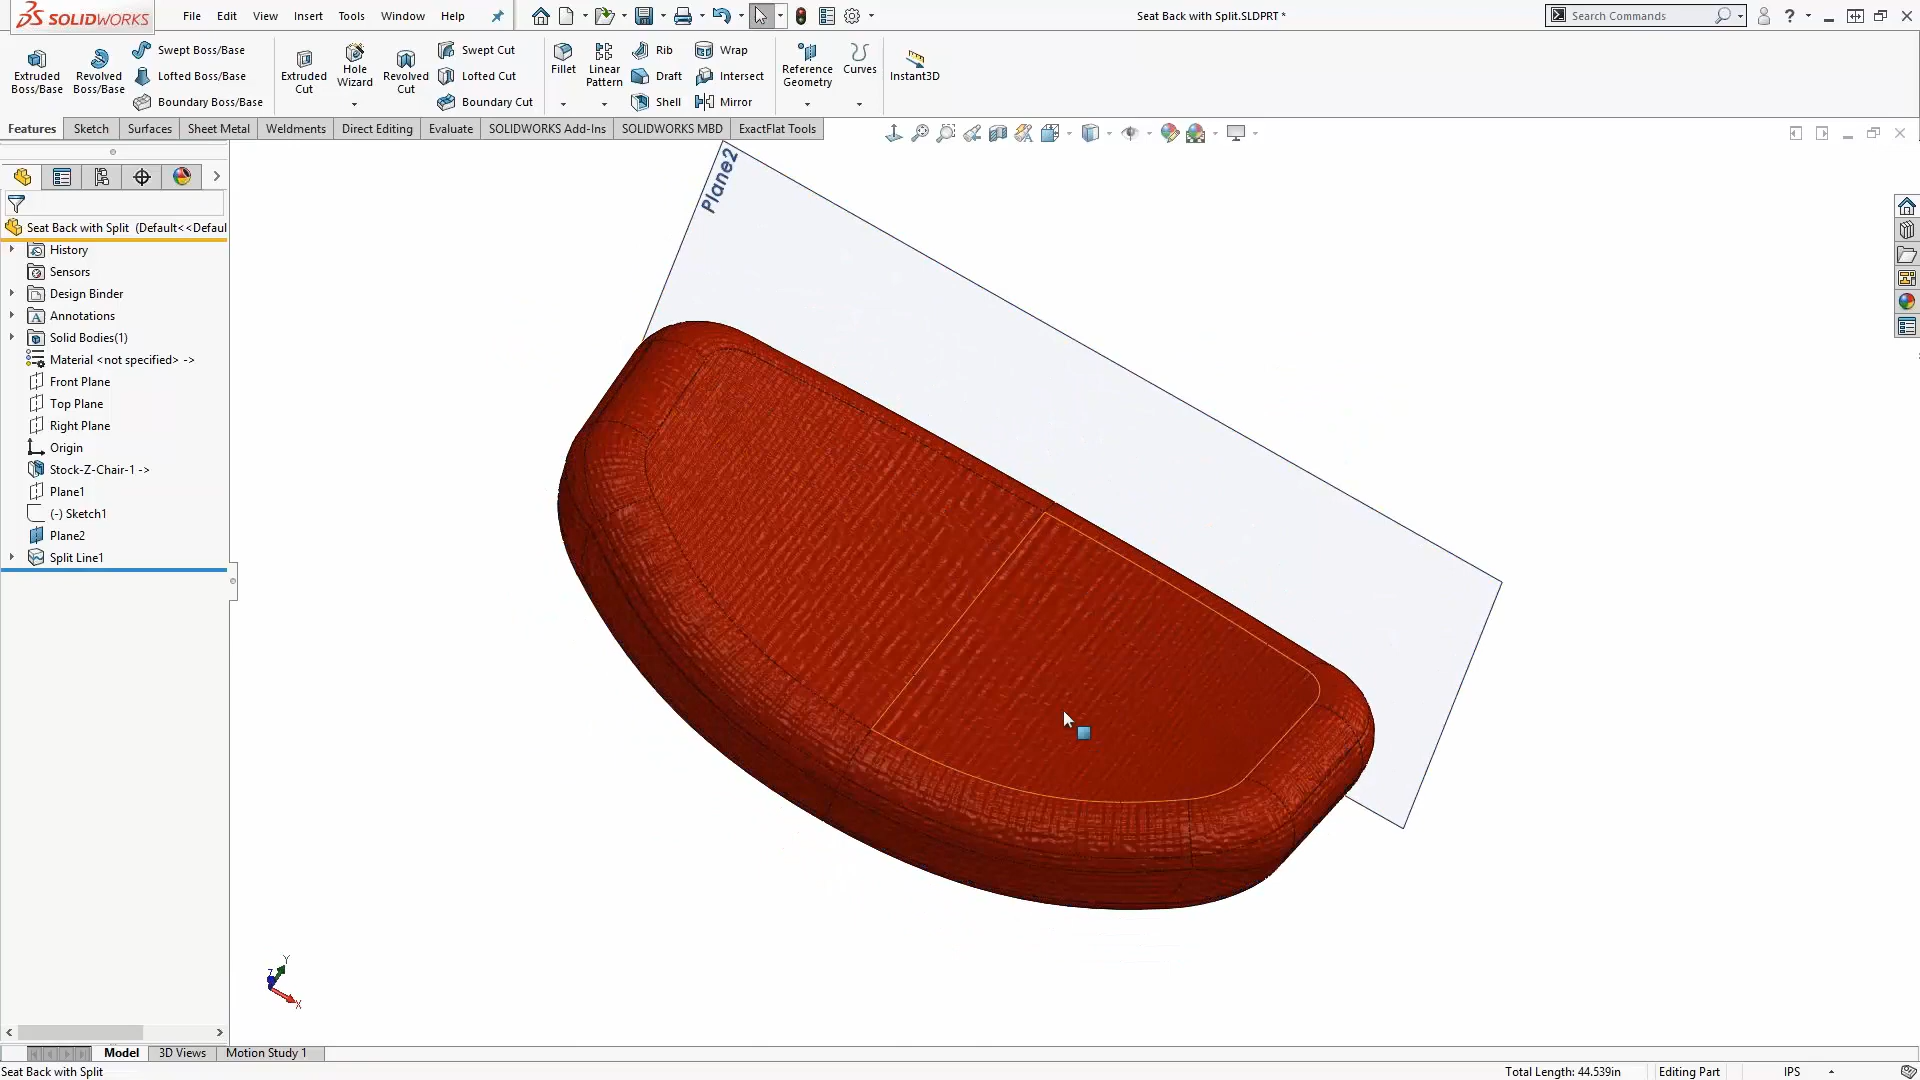 SOLIDWORKS
File Edit View Insert Tools Window Help
Seat Back with Split.SLDPRT *
Search Commands
?
Extruded Boss/Base
Revolved Boss/Base
Swept Boss/Base
Lofted Boss/Base
Boundary Boss/Base
Extruded Cut
Hole Wizard
Revolved Cut
Swept Cut
Lofted Cut
Boundary Cut
Fillet
Linear Pattern
Rib
Draft
Shell
Wrap
Intersect
Mirror
Reference Geometry
Curves
Instant3D
Features Sketch Surfaces Sheet Metal Weldments Direct Editing Evaluate SOLIDWORKS Add-Ins SOLIDWORKS MBD ExactFlat Tools
Seat Back with Split (Default<<Defaul
History
Sensors
Design Binder
Annotations
Solid Bodies(1)
Material <not specified> ->
Front Plane
Top Plane
Right Plane
Origin
Stock-Z-Chair-1 ->
Plane1
(-) Sketch1
Plane2
Split Line1
Plane2
Y
Z
X
Model 3D Views Motion Study 1
Seat Back with Split
Total Length: 44.539in Editing Part IPS